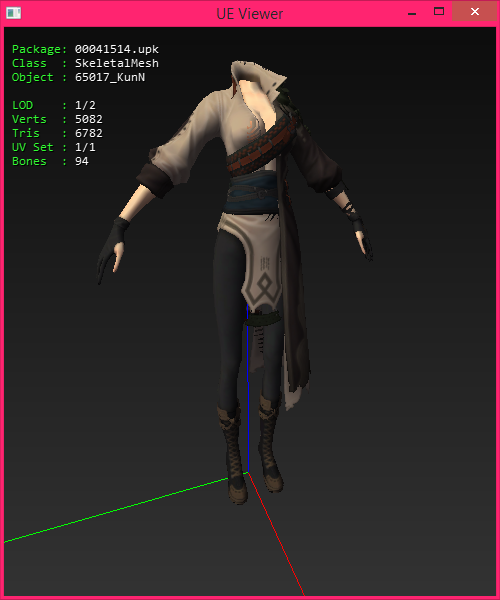 UE Viewer
Package: 00041514.upk
Class : SkeletalMesh
Object : 65017_KunN
LOD : 1/2
Verts : 5082
Tris : 6782
UV Set : 1/1
Bones : 94